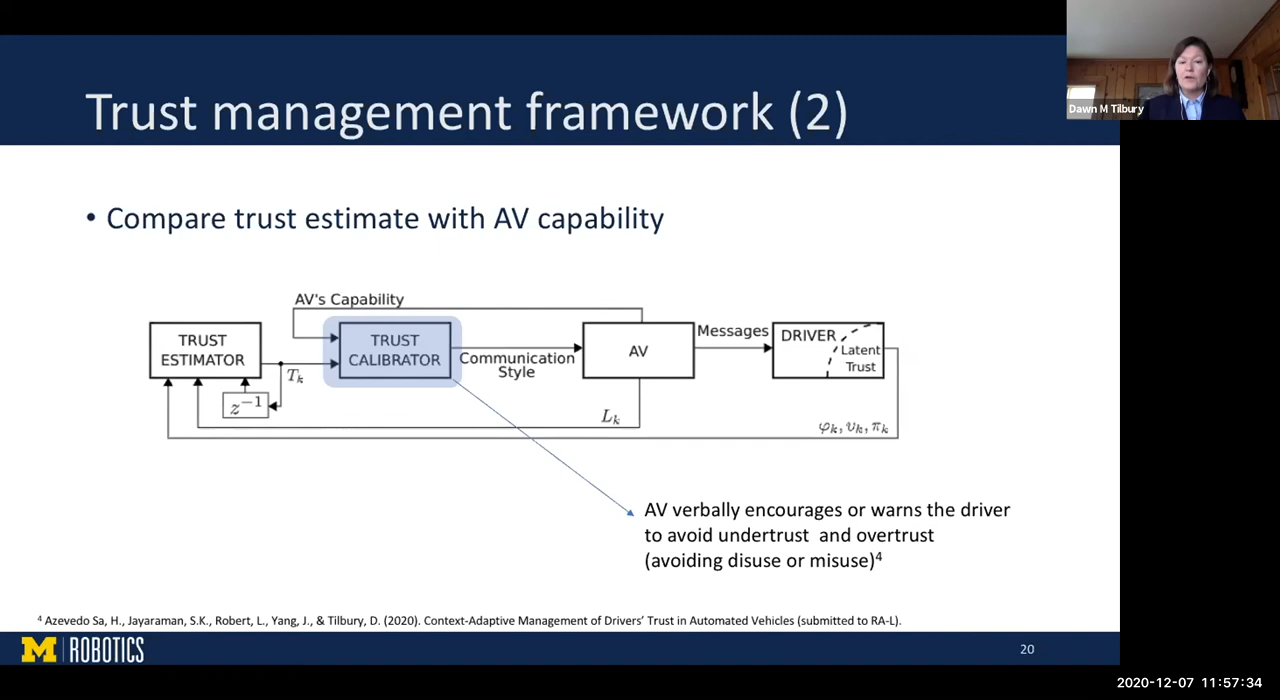 Trust management framework (2)
Dawn M Tilbury
• Compare trust estimate with AV capability
AV's Capability
TRUST
ESTIMATOR
TRUST
CALIBRATOR
Communication
Style
AV
Messages
DRIVER
Latent
Trust
Tₖ
z⁻¹
Lₖ
φₖ, υₖ, πₖ
AV verbally encourages or warns the driver
to avoid undertrust and overtrust
(avoiding disuse or misuse)⁴
⁴ Azevedo Sa, H., Jayaraman, S.K., Robert, L., Yang, J., & Tilbury, D. (2020). Context-Adaptive Management of Drivers’ Trust in Automated Vehicles (submitted to RA-L).
M ROBOTICS
20
2020-12-07 11:57:34